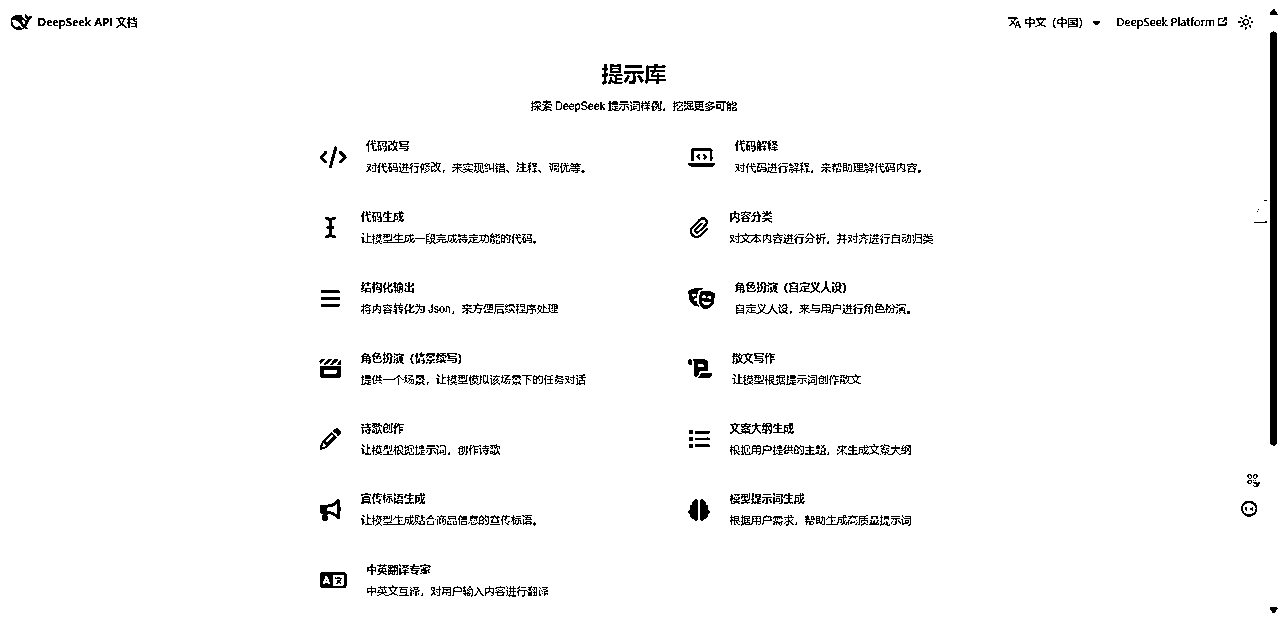 DeepSeek API 文档
中文（中国）
DeepSeek Platform
提示库
探索 DeepSeek 提示词样例，挖掘更多可能
代码改写
对代码进行修改，来实现纠错、注释、调优等。
代码解释
对代码进行解释，来帮助理解代码内容。
代码生成
让模型生成一段完成特定功能的代码。
内容分类
对文本内容进行分析，并对齐进行自动归类
结构化输出
将内容转化为 Json，来方便后续程序处理
角色扮演（自定义人设）
自定义人设，来与用户进行角色扮演。
角色扮演（情景续写）
提供一个场景，让模型模拟该场景下的任务对话
散文写作
让模型根据提示词创作散文
诗歌创作
让模型根据提示词，创作诗歌
文案大纲生成
根据用户提供的主题，来生成文案大纲
宣传标语生成
让模型生成贴合商品信息的宣传标语。
模型提示词生成
根据用户需求，帮助生成高质量提示词
中英翻译专家
中英文互译，对用户输入内容进行翻译